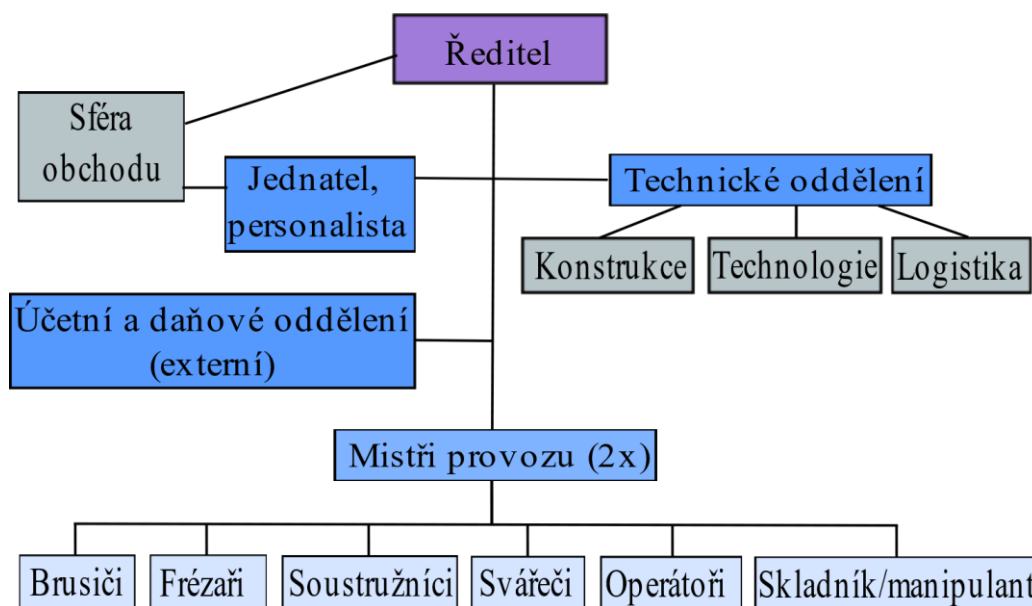 Ředitel
Sféra
obchodu
Jednatel,
personalista
Technické oddělení
Konstrukce
Technologie
Logistika
Účetní a daňové oddělení
(externí)
Mistři provozu (2x)
Brusiči
Frézaři
Soustružníci
Svářeči
Operátoři
Skladník/manipulant